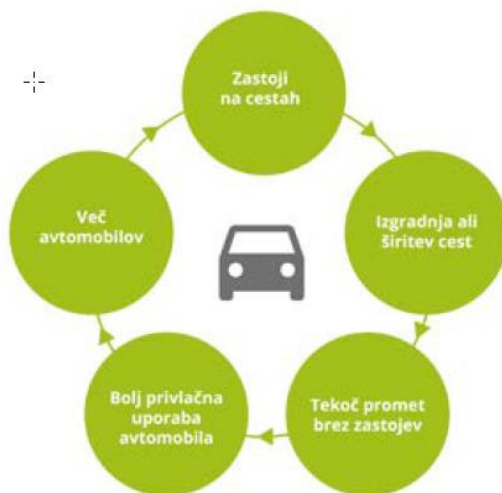 Zastoji
na cestah
Izgradnja ali
širitev cest
Tekoč promet
brez zastojev
Bolj privlačna
uporaba
avtomobila
Več
avtomobilov